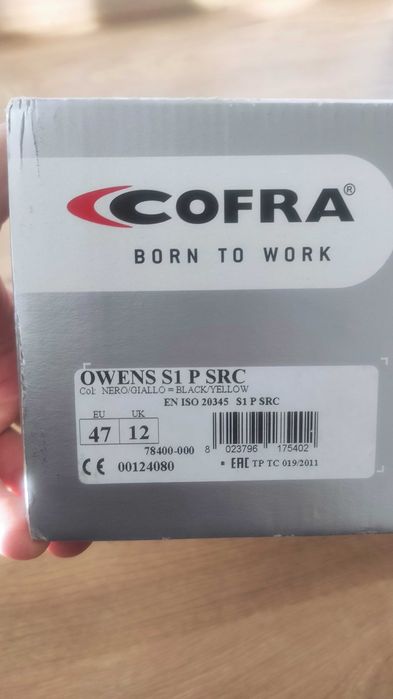 COFRA®
BORN TO WORK
OWENS S1 P SRC
Col: NERO/GIALLO = BLACK/YELLOW
EN ISO 20345 S1 P SRC
EU UK
47 12
78400-000 8 023796 175402
CE 00124080 EAC TP TC 019/2011